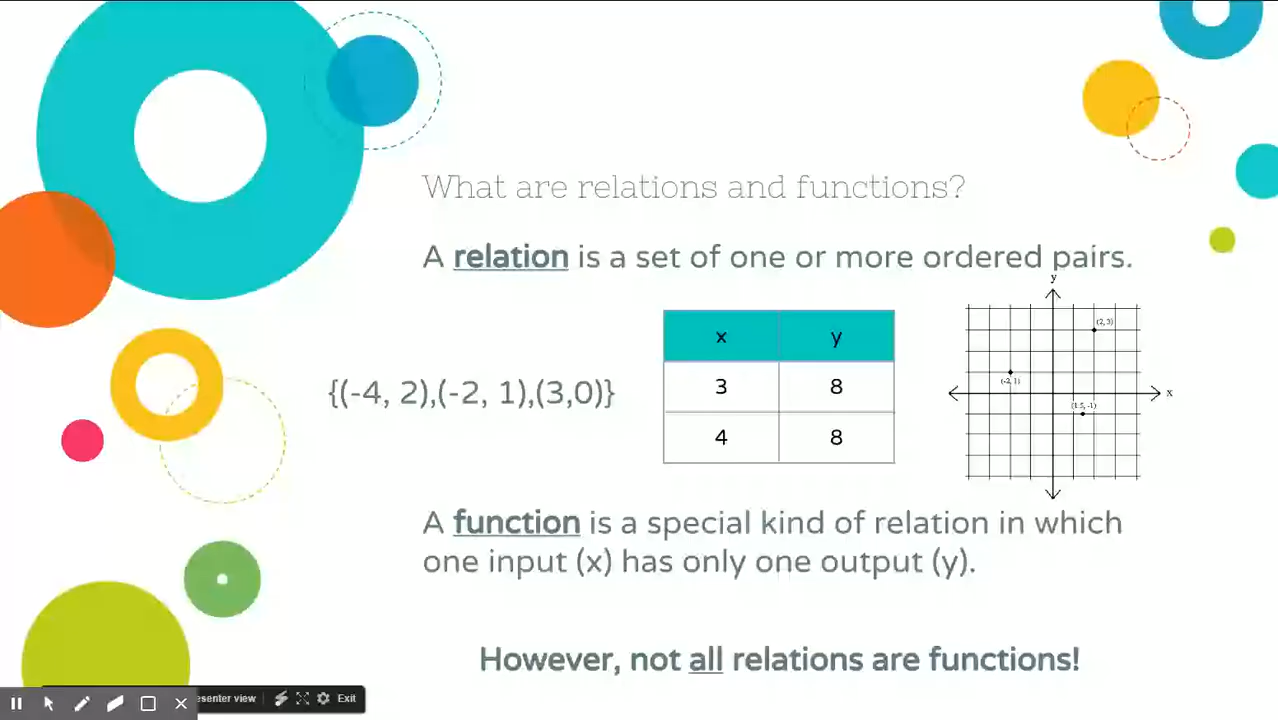 What are relations and functions?
A relation is a set of one or more ordered pairs.
{(-4, 2),(-2, 1),(3,0)}
x y
3 8
4 8
y
(2, 3)
(-2, 1)
x
(1.5, -1)
A function is a special kind of relation in which
one input (x) has only one output (y).
However, not all relations are functions!
esenter view Exit